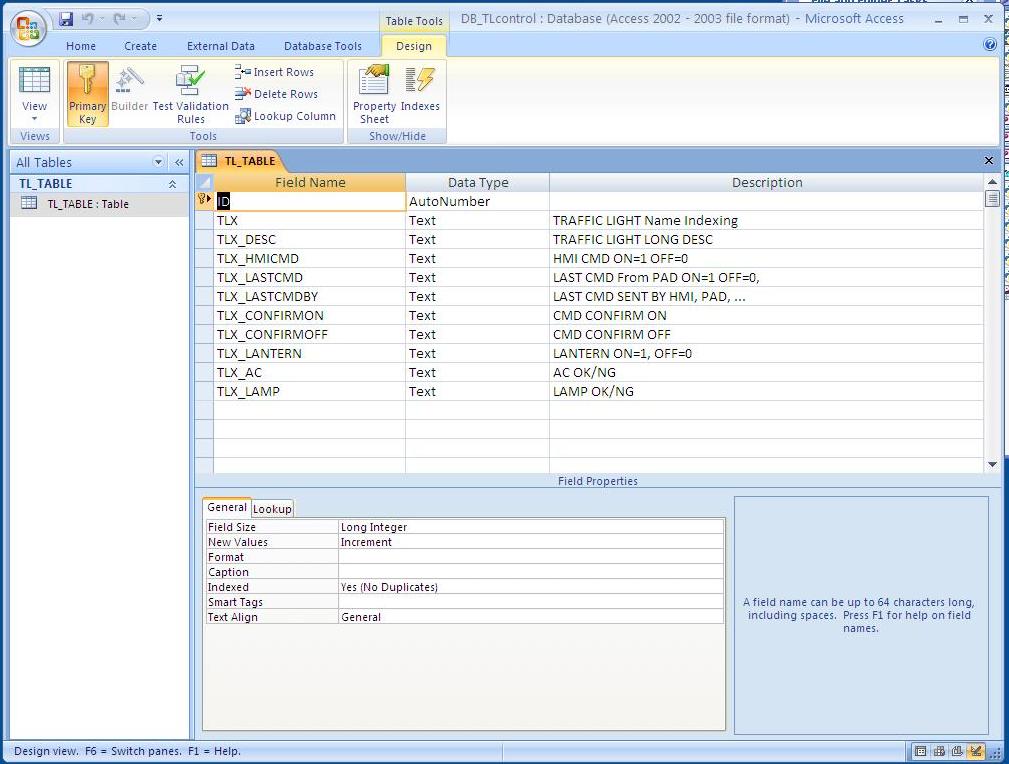 Table Tools
DB_TLcontrol : Database (Access 2002 - 2003 file format) - Microsoft Access
Home Create External Data Database Tools Design
View
Primary Key
Builder
Test Validation Rules
Insert Rows
Delete Rows
Lookup Column
Property Sheet
Indexes
Views
Tools
Show/Hide
All Tables
TL_TABLE
TL_TABLE : Table
TL_TABLE
Field Name Data Type Description
ID AutoNumber
TLX Text TRAFFIC LIGHT Name Indexing
TLX_DESC Text TRAFFIC LIGHT LONG DESC
TLX_HMICMD Text HMI CMD ON=1 OFF=0
TLX_LASTCMD Text LAST CMD From PAD ON=1 OFF=0,
TLX_LASTCMDBY Text LAST CMD SENT BY HMI, PAD, ...
TLX_CONFIRMON Text CMD CONFIRM ON
TLX_CONFIRMOFF Text CMD CONFIRM OFF
TLX_LANTERN Text LANTERN ON=1, OFF=0
TLX_AC Text AC OK/NG
TLX_LAMP Text LAMP OK/NG
Field Properties
General Lookup
Field Size Long Integer
New Values Increment
Format
Caption
Indexed Yes (No Duplicates)
Smart Tags
Text Align General
A field name can be up to 64 characters long,
including spaces. Press F1 for help on field
names.
Design view. F6 = Switch panes. F1 = Help.